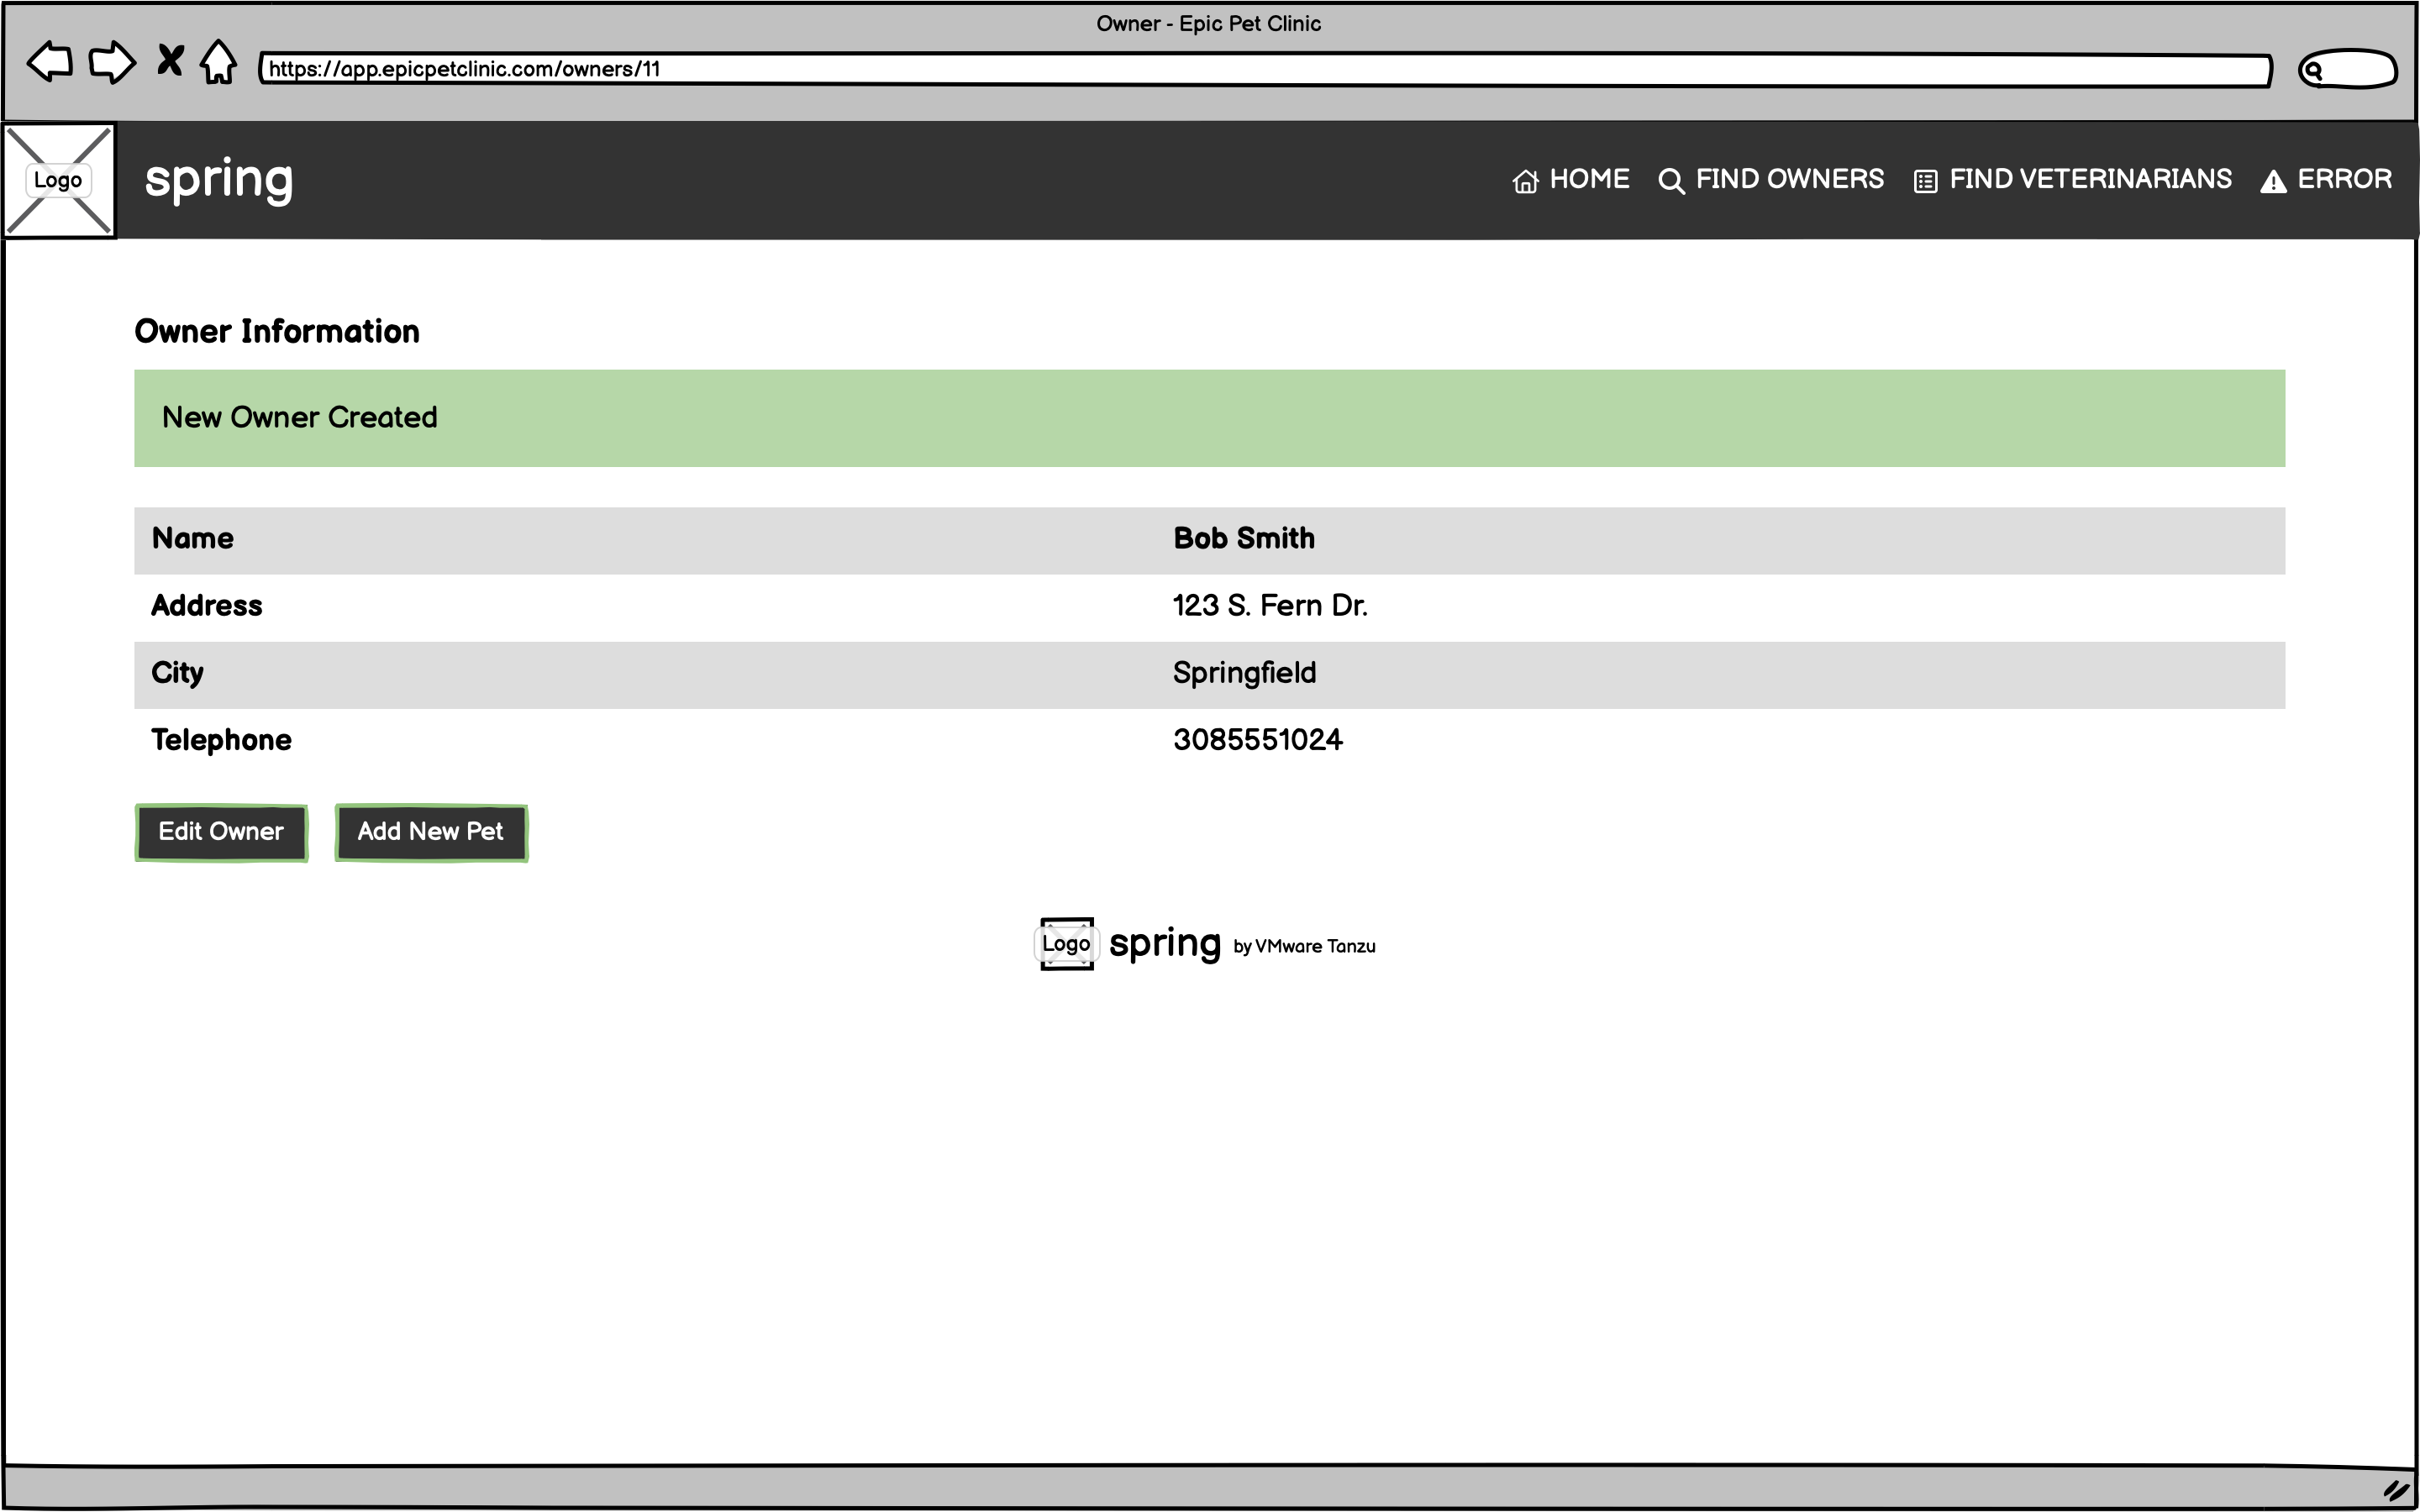 Owner - Epic Pet Clinic
https://app.epicpetclinic.com/owners/11
Logo spring HOME FIND OWNERS FIND VETERINARIANS ERROR
Owner Information
New Owner Created
Name Bob Smith
Address 123 S. Fern Dr.
City Springfield
Telephone 3085551024
Edit Owner Add New Pet
Logo spring by VMware Tanzu